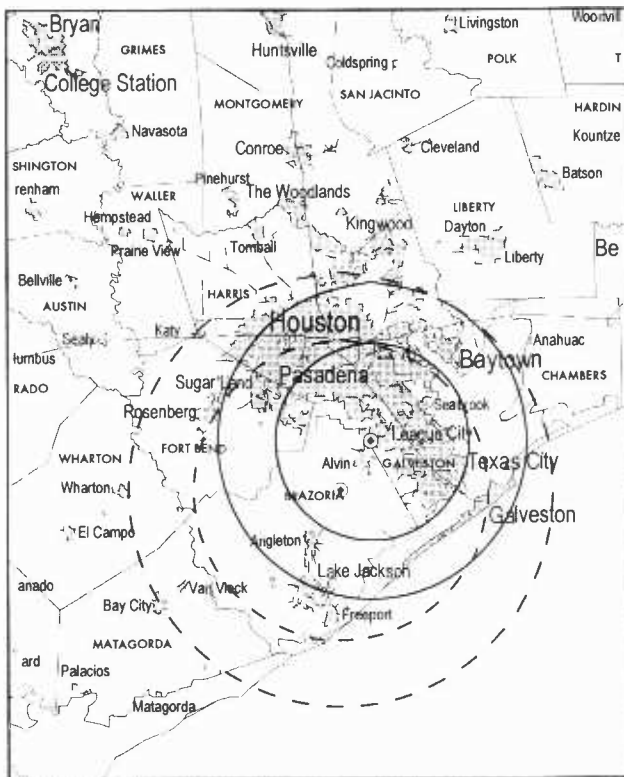 Bryan
Livingston
GRIMES
Huntsville
POLK
T
College Station
SAN JACINTO
MONTGOMERY
HARDIN
Navasota
Kountze
Conroe
Cleveland
SHINGTON
Batson
Pinehurst
renham
WALLER
The Woodlands
LIBERTY
Hempstead
Kingwood
Dayton
Tomball
Prairie View
Liberty
Be
Bellville
HARRIS
AUSTIN
Houston
Katy
Anahuac
Baytown
Pasadena
CHAMBERS
RADO
Sugar Land
Seabrook
Rosenberg
League City
FORT BEND
WHARTON
Alvin
GALVESTON
Texas City
Wharton
BRAZORIA
Galveston
El Campo
Angleton
Lake Jackson
anado
Van Vleck
Bay City
Freeport
MATAGORDA
ard
Palacios
Matagorda